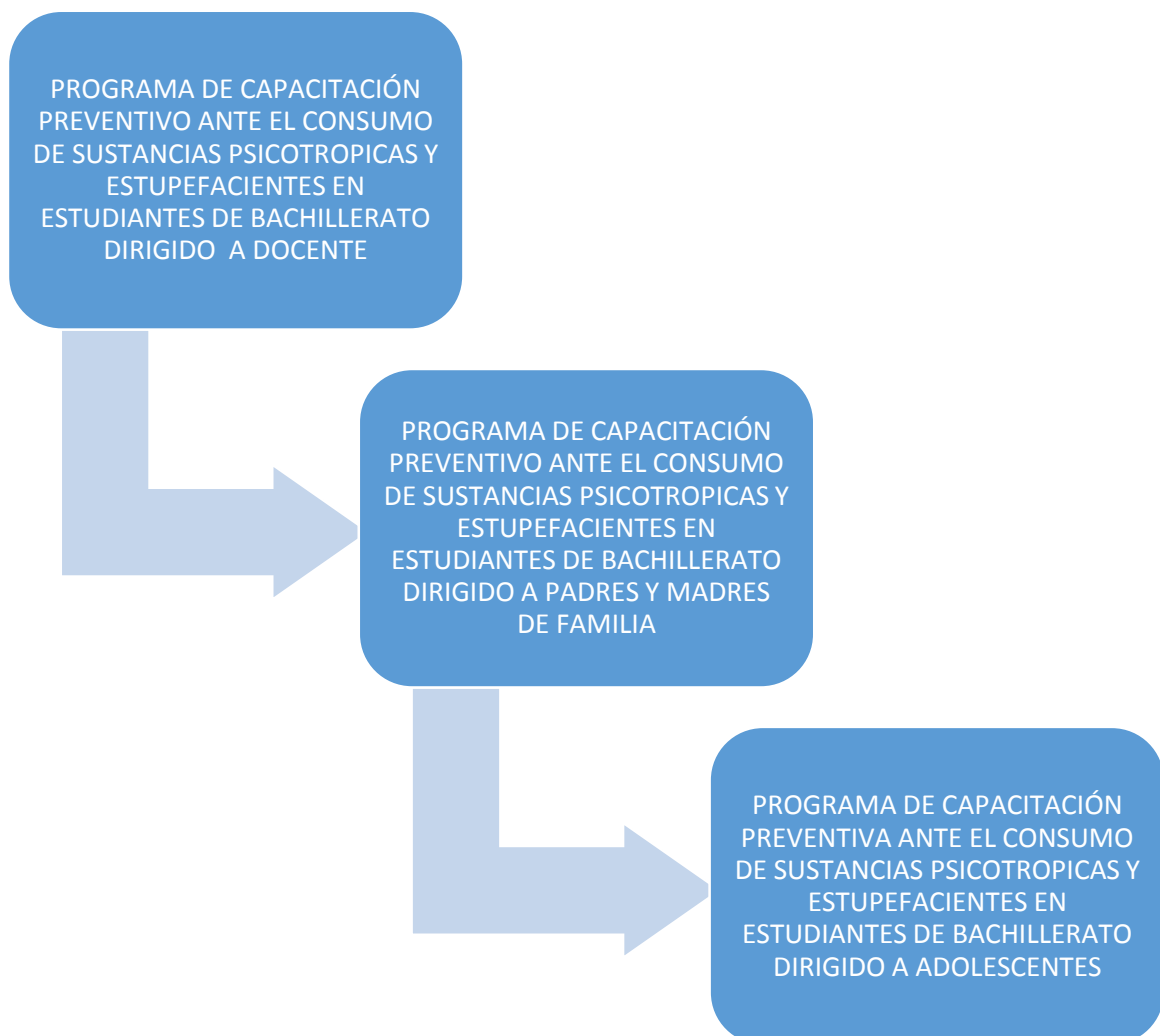 PROGRAMA DE CAPACITACIÓN
PREVENTIVO ANTE EL CONSUMO
DE SUSTANCIAS PSICOTROPICAS Y
ESTUPEFACIENTES EN
ESTUDIANTES DE BACHILLERATO
DIRIGIDO A DOCENTE
PROGRAMA DE CAPACITACIÓN
PREVENTIVO ANTE EL CONSUMO
DE SUSTANCIAS PSICOTROPICAS Y
ESTUPEFACIENTES EN
ESTUDIANTES DE BACHILLERATO
DIRIGIDO A PADRES Y MADRES
DE FAMILIA
PROGRAMA DE CAPACITACIÓN
PREVENTIVA ANTE EL CONSUMO
DE SUSTANCIAS PSICOTROPICAS Y
ESTUPEFACIENTES EN
ESTUDIANTES DE BACHILLERATO
DIRIGIDO A ADOLESCENTES